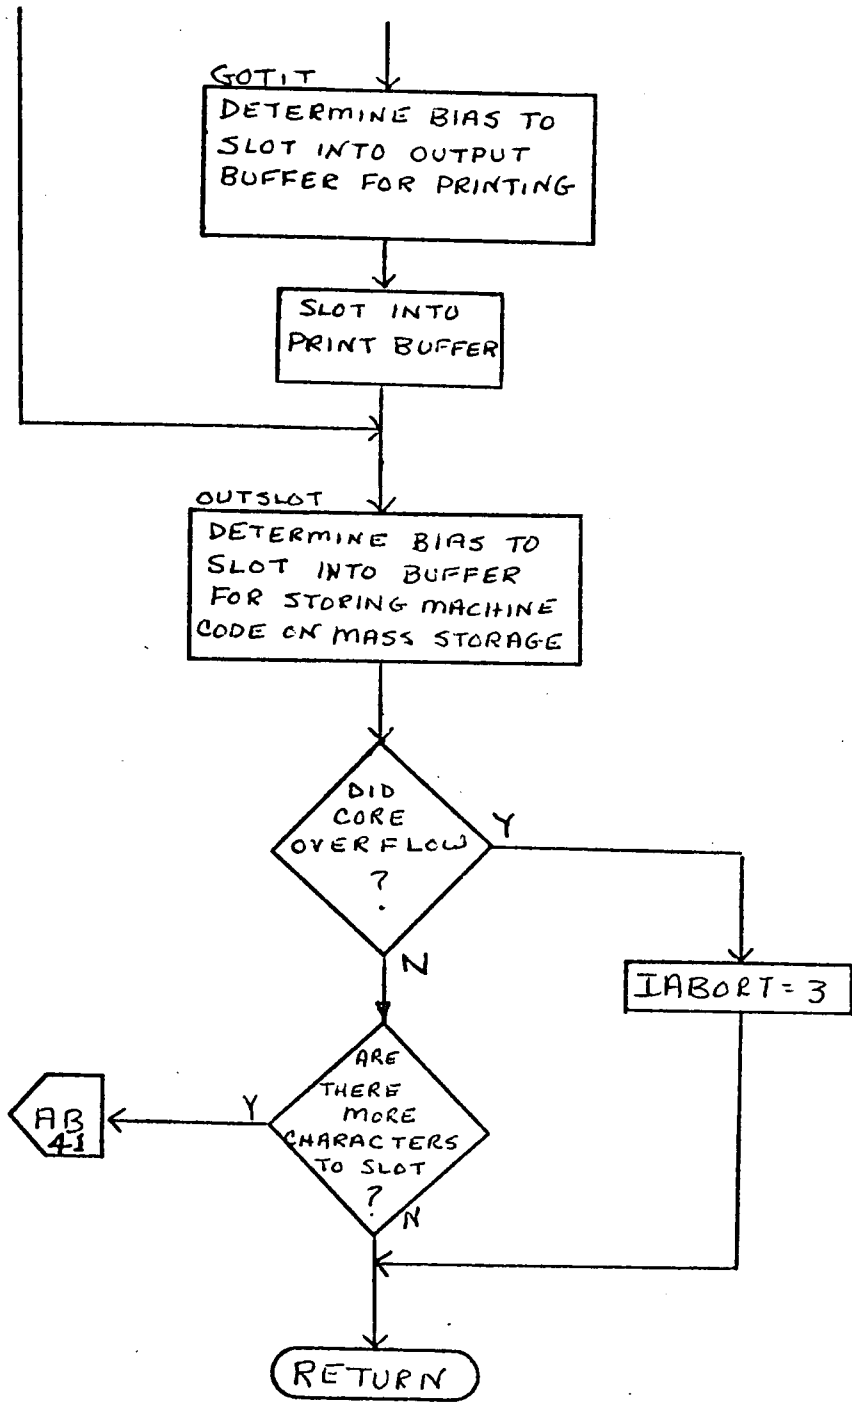 GOTIT
DETERMINE BIAS TO
SLOT INTO OUTPUT
BUFFER FOR PRINTING
SLOT INTO
PRINT BUFFER
OUTSLOT
DETERMINE BIAS TO
SLOT INTO BUFFER
FOR STORING MACHINE
CODE ON MASS STORAGE
DID
CORE
OVERFLOW
?
Y
N
IABORT = 3
ARE
THERE
MORE
CHARACTERS
TO SLOT
?
Y
AB
41
N
RETURN